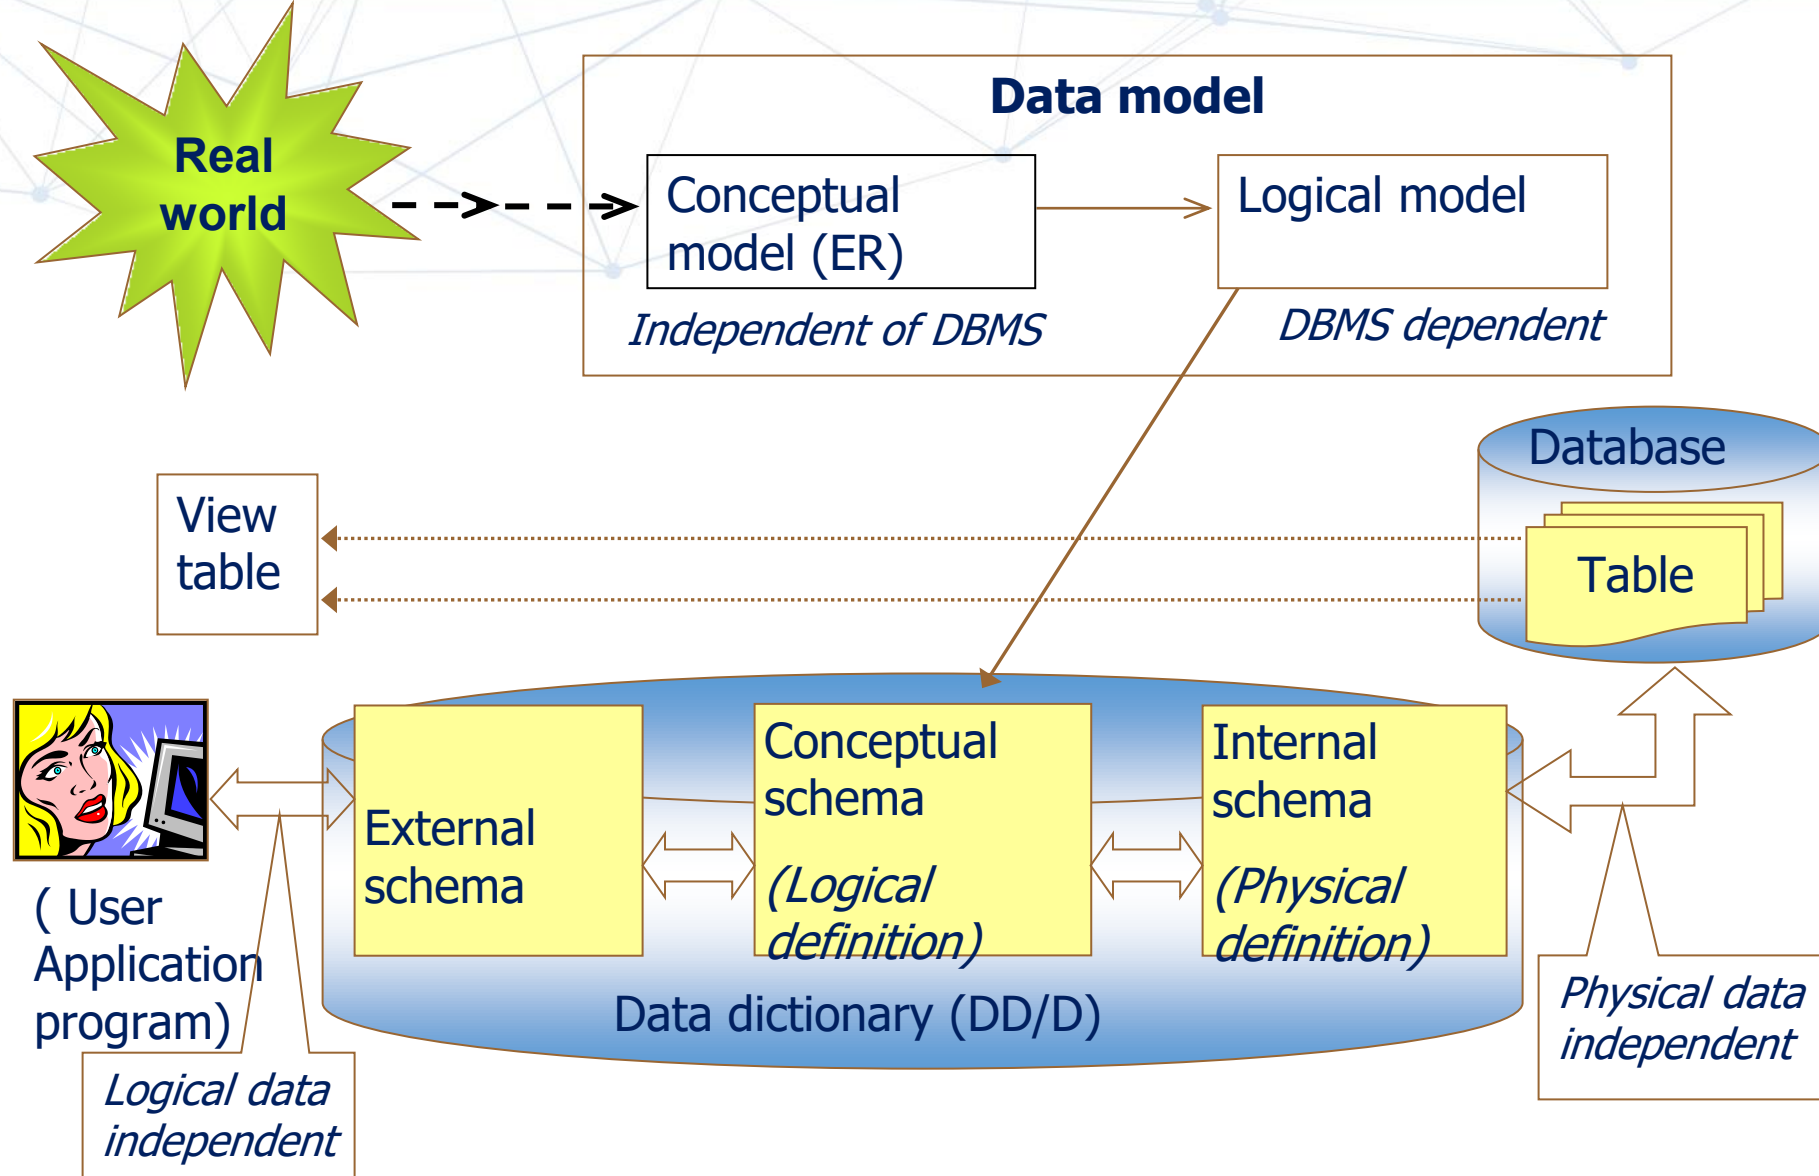 Data model
Real
world
Conceptual
model (ER)
Logical model
Independent of DBMS
DBMS dependent
Database
View
table
Table
External
schema
Conceptual
schema
(Logical
definition)
Internal
schema
(Physical
definition)
( User
Application
program)
Data dictionary (DD/D)
Physical data
independent
Logical data
independent